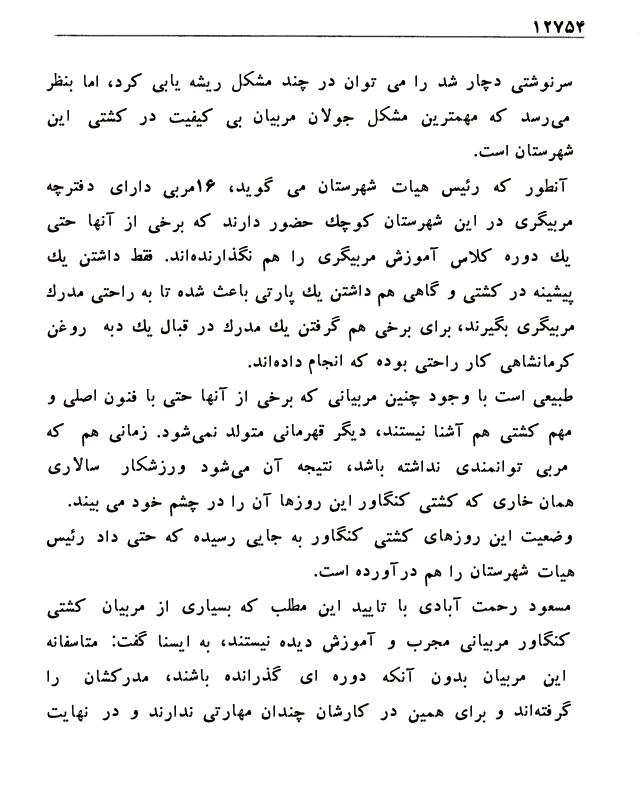 ۱۲۷۵۴
سرنوشتی دچار شد را می توان در چند مشکل ریشه یابی کرد، اما بنظر
می‌رسد که مهمترین مشکل جولان مربیان بی کیفیت در کشتی این
شهرستان است.
آنطور که رئیس هیات شهرستان می گوید، ۱۶مربی دارای دفترچه
مربیگری در این شهرستان کوچك حضور دارند که برخی از آنها حتی
یك دوره کلاس آموزش مربیگری را هم نگذارنده‌اند. فقط داشتن یك
پیشینه در کشتی و گاهی هم داشتن یك پارتی باعث شده تا به راحتی مدرك
مربیگری بگیرند، برای برخی هم گرفتن یك مدرك در قبال یك دبه روغن
کرمانشاهی کار راحتی بوده که انجام داده‌اند.
طبیعی است با وجود چنین مربیانی که برخی از آنها حتی با فنون اصلی و
مهم کشتی هم آشنا نیستند، دیگر قهرمانی متولد نمی‌شود. زمانی هم که
مربی توانمندی نداشته باشد، نتیجه آن می‌شود ورزشکار سالاری
همان خاری که کشتی کنگاور این روزها آن را در چشم خود می بیند.
وضعیت این روزهای کشتی کنگاور به جایی رسیده که حتی داد رئیس
هیات شهرستان را هم درآورده است.
مسعود رحمت آبادی با تایید این مطلب که بسیاری از مربیان کشتی
کنگاور مربیانی مجرب و آموزش دیده نیستند، به ایسنا گفت: متاسفانه
این مربیان بدون آنکه دوره ای گذرانده باشند، مدرکشان را
گرفته‌اند و برای همین در کارشان چندان مهارتی ندارند و در نهایت